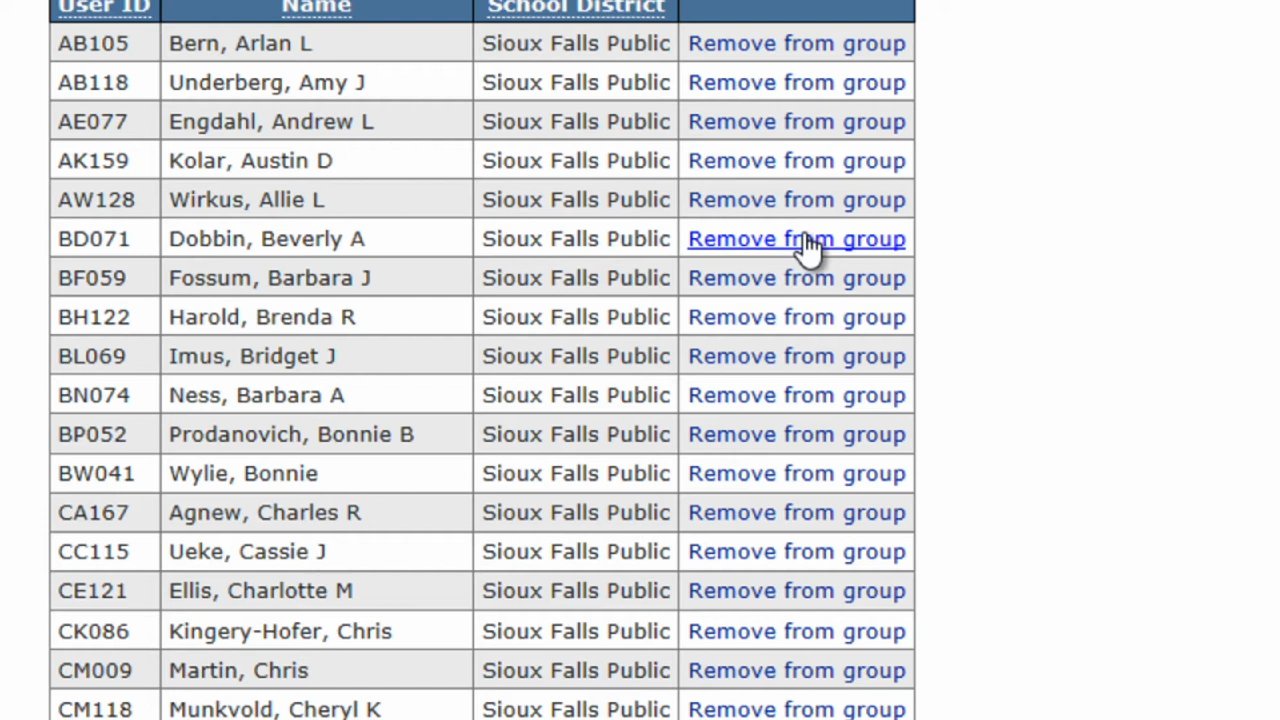 User ID Name School District
AB105 Bern, Arlan L Sioux Falls Public Remove from group
AB118 Underberg, Amy J Sioux Falls Public Remove from group
AE077 Engdahl, Andrew L Sioux Falls Public Remove from group
AK159 Kolar, Austin D Sioux Falls Public Remove from group
AW128 Wirkus, Allie L Sioux Falls Public Remove from group
BD071 Dobbin, Beverly A Sioux Falls Public Remove from group
BF059 Fossum, Barbara J Sioux Falls Public Remove from group
BH122 Harold, Brenda R Sioux Falls Public Remove from group
BL069 Imus, Bridget J Sioux Falls Public Remove from group
BN074 Ness, Barbara A Sioux Falls Public Remove from group
BP052 Prodanovich, Bonnie B Sioux Falls Public Remove from group
BW041 Wylie, Bonnie Sioux Falls Public Remove from group
CA167 Agnew, Charles R Sioux Falls Public Remove from group
CC115 Ueke, Cassie J Sioux Falls Public Remove from group
CE121 Ellis, Charlotte M Sioux Falls Public Remove from group
CK086 Kingery-Hofer, Chris Sioux Falls Public Remove from group
CM009 Martin, Chris Sioux Falls Public Remove from group
CM118 Munkvold, Cheryl K Sioux Falls Public Remove from group